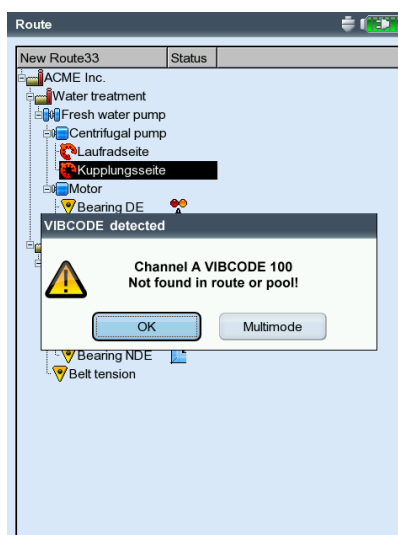 Route
New Route33 Status
ACME Inc.
Water treatment
Fresh water pump
Centrifugal pump
Laufradseite
Kupplungsseite
Motor
Bearing DE
VIBCODE detected
Channel A VIBCODE 100
Not found in route or pool!
OK Multimode
Bearing NDE
Belt tension